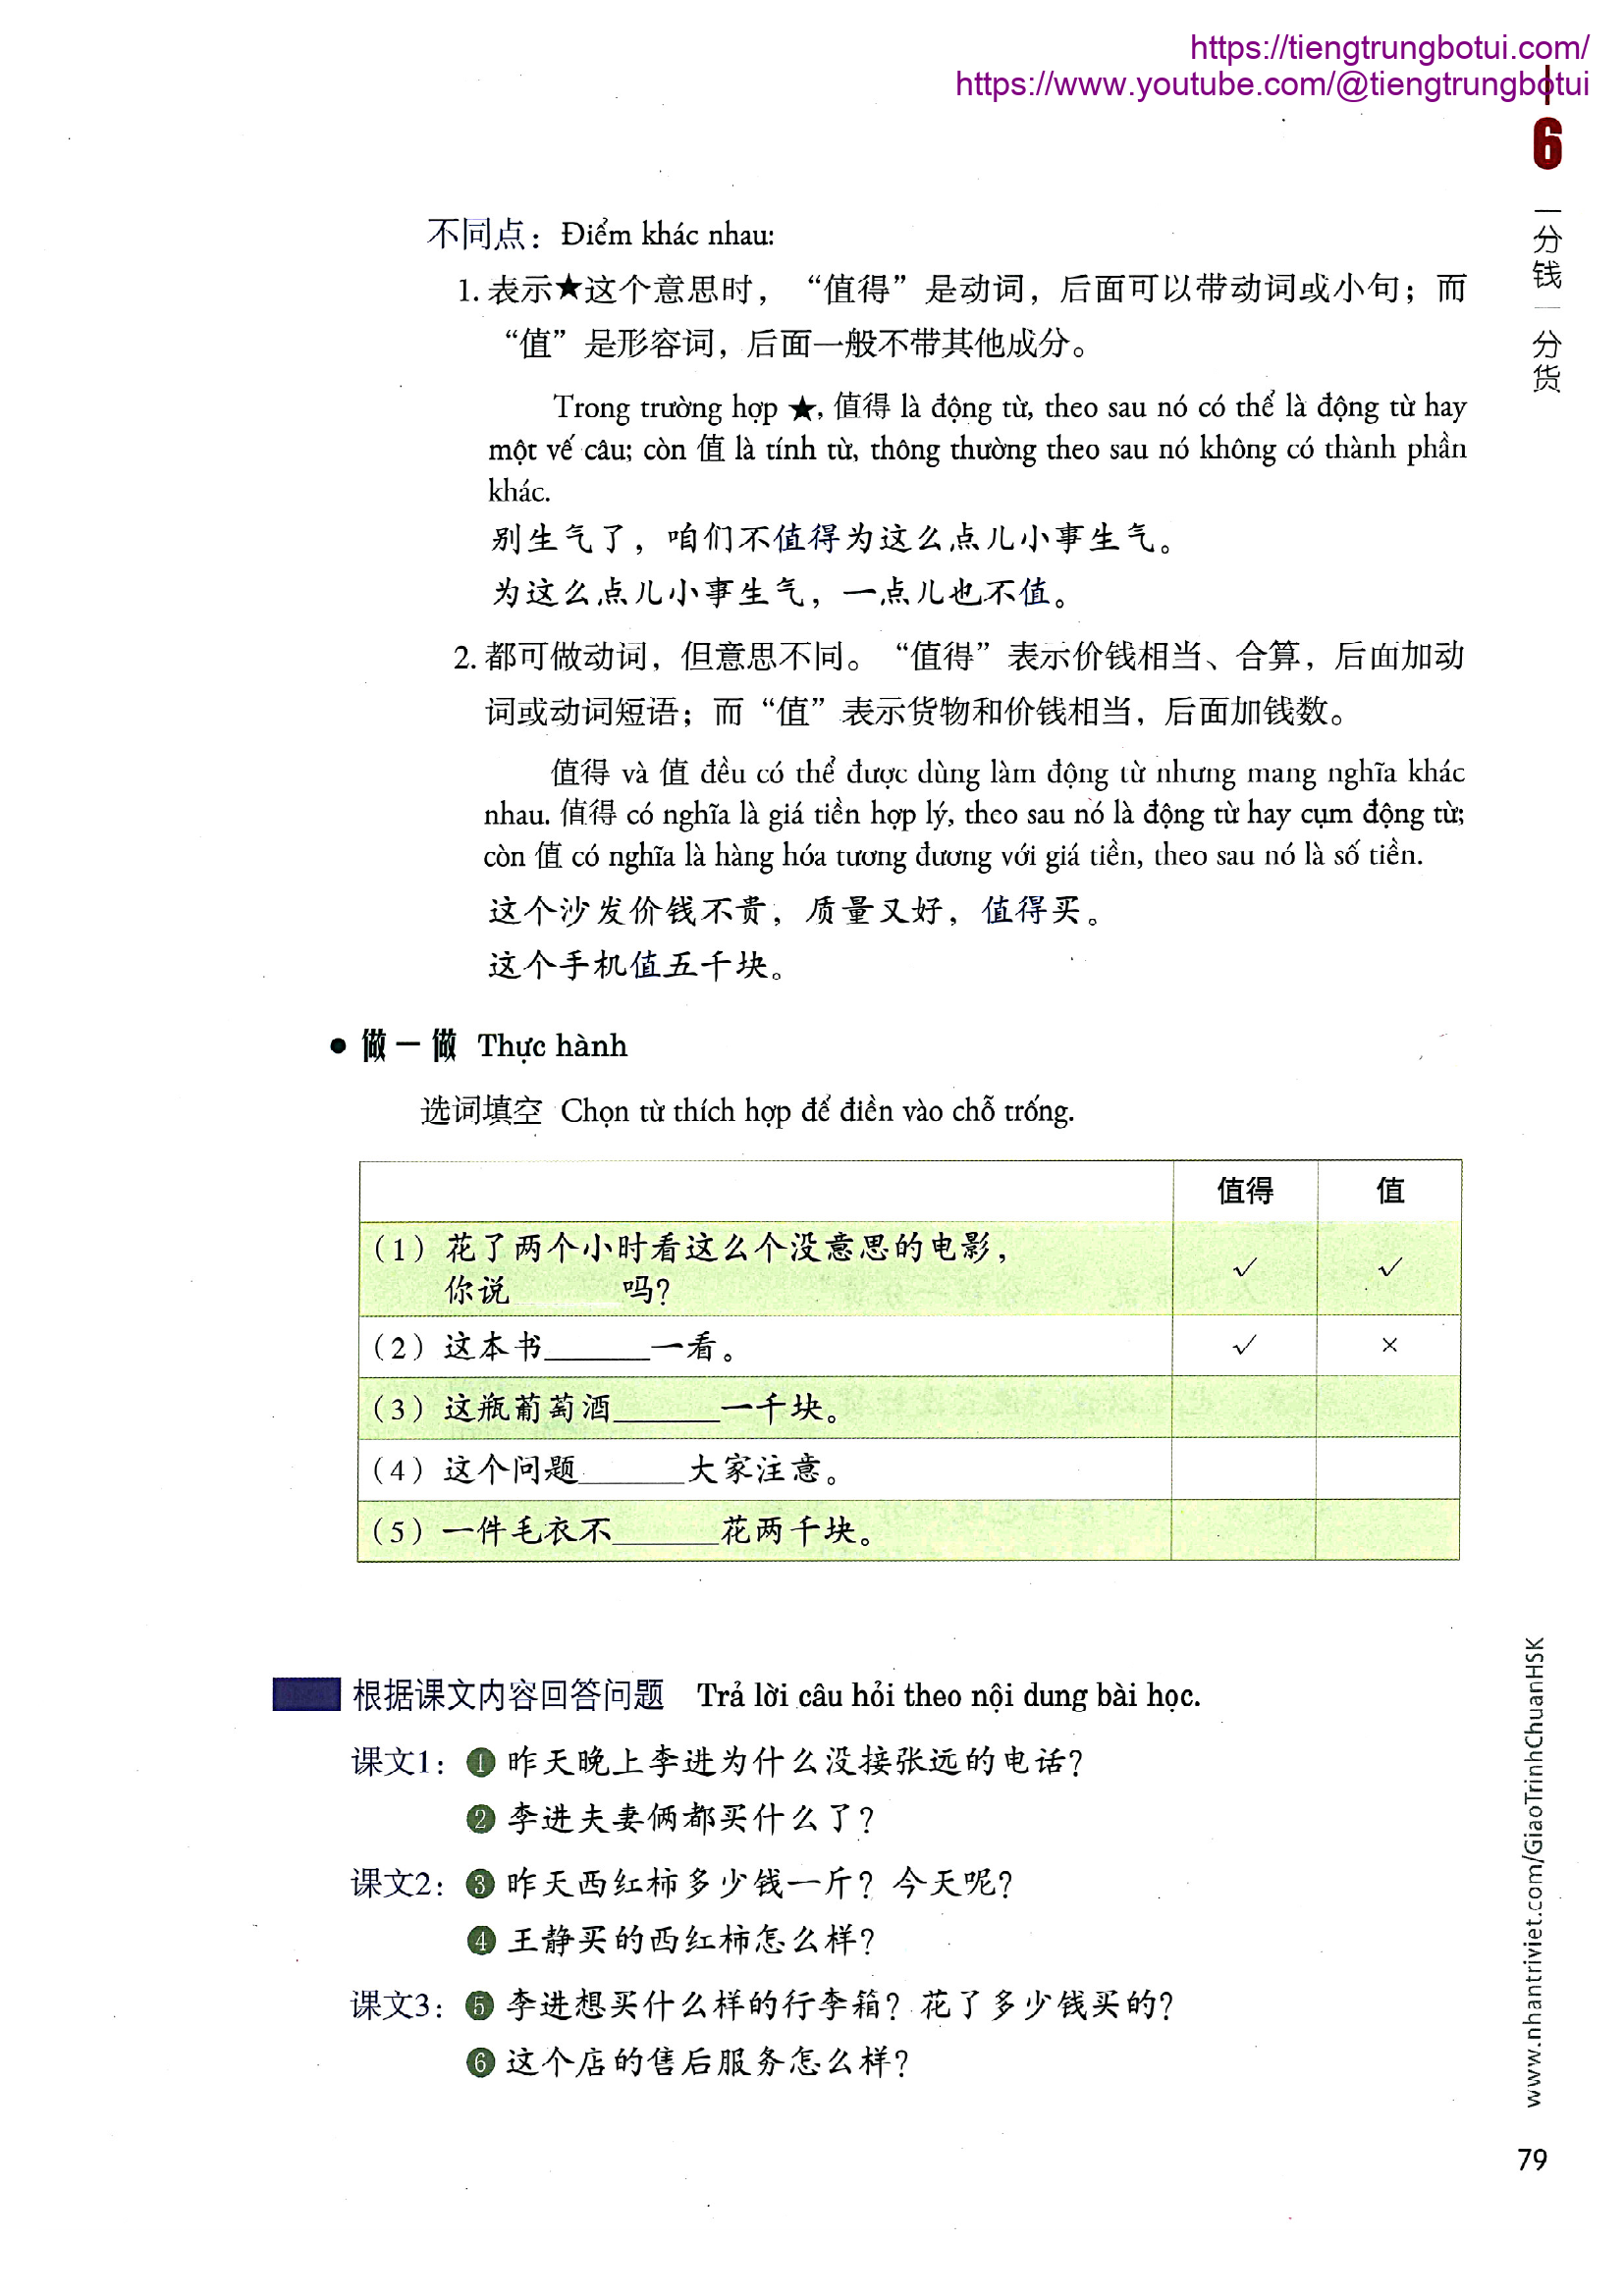 https://tiengtrungbotui.com/
https://www.youtube.com/@tiengtrungbotui
6
一分钱一分货
不同点：Điểm khác nhau:
1. 表示★这个意思时，“值得”是动词，后面可以带动词或小句；而
“值”是形容词，后面一般不带其他成分。
Trong trường hợp ★, 值得 là động từ, theo sau nó có thể là động từ hay
một vế câu; còn 值 là tính từ, thông thường theo sau nó không có thành phần
khác.
别生气了，咱们不值得为这么点儿小事生气。
为这么点儿小事生气，一点儿也不值。
2. 都可做动词，但意思不同。“值得”表示价钱相当、合算，后面加动
词或动词短语；而“值”表示货物和价钱相当，后面加钱数。
值得 và 值 đều có thể được dùng làm động từ nhưng mang nghĩa khác
nhau. 值得 có nghĩa là giá tiền hợp lý, theo sau nó là động từ hay cụm động từ;
còn 值 có nghĩa là hàng hóa tương đương với giá tiền, theo sau nó là số tiền.
这个沙发价钱不贵，质量又好，值得买。
这个手机值五千块。
● 做一做 Thực hành
选词填空 Chọn từ thích hợp để điền vào chỗ trống.
值得 值
（1）花了两个小时看这么个没意思的电影，
你说______吗？ √ √
（2）这本书______一看。 √ ×
（3）这瓶葡萄酒______一千块。
（4）这个问题______大家注意。
（5）一件毛衣不______花两千块。
根据课文内容回答问题 Trả lời câu hỏi theo nội dung bài học.
课文1：❶ 昨天晚上李进为什么没接张远的电话？
❷ 李进夫妻俩都买什么了？
课文2：❸ 昨天西红柿多少钱一斤？今天呢？
❹ 王静买的西红柿怎么样？
课文3：❺ 李进想买什么样的行李箱？花了多少钱买的？
❻ 这个店的售后服务怎么样？
www.nhantriviet.com/GiaoTrinhChuanHSK
79